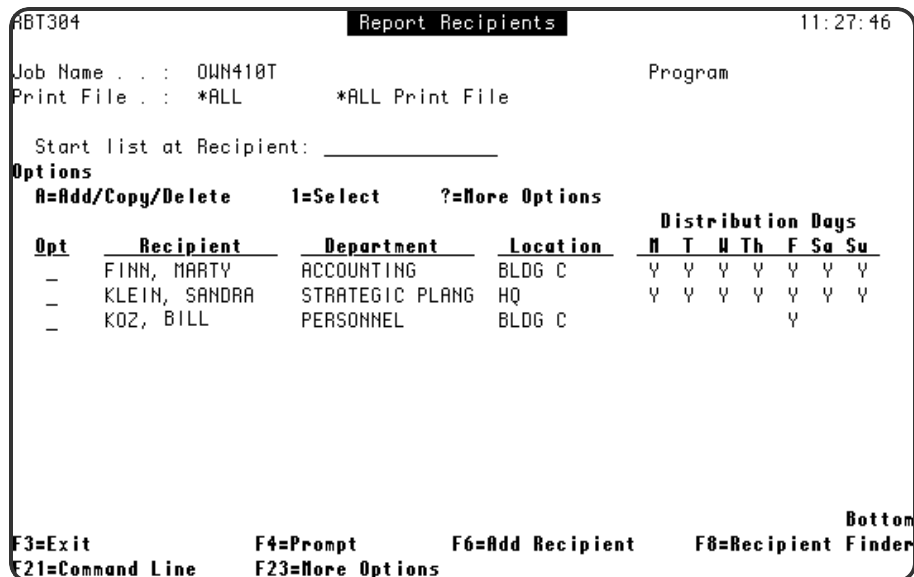 RBT304 Report Recipients 11:27:46
Job Name . . : OWN410T Program
Print File . : *ALL *ALL Print File
Start list at Recipient: _______________
Options
A=Add/Copy/Delete 1=Select ?=More Options
Distribution Days
Opt Recipient Department Location M T W Th F Sa Su
_ FINN, MARTY ACCOUNTING BLDG C Y Y Y Y Y Y Y
_ KLEIN, SANDRA STRATEGIC PLANG HQ Y Y Y Y Y Y Y
_ KOZ, BILL PERSONNEL BLDG C Y
Bottom
F3=Exit F4=Prompt F6=Add Recipient F8=Recipient Finder
F21=Command Line F23=More Options